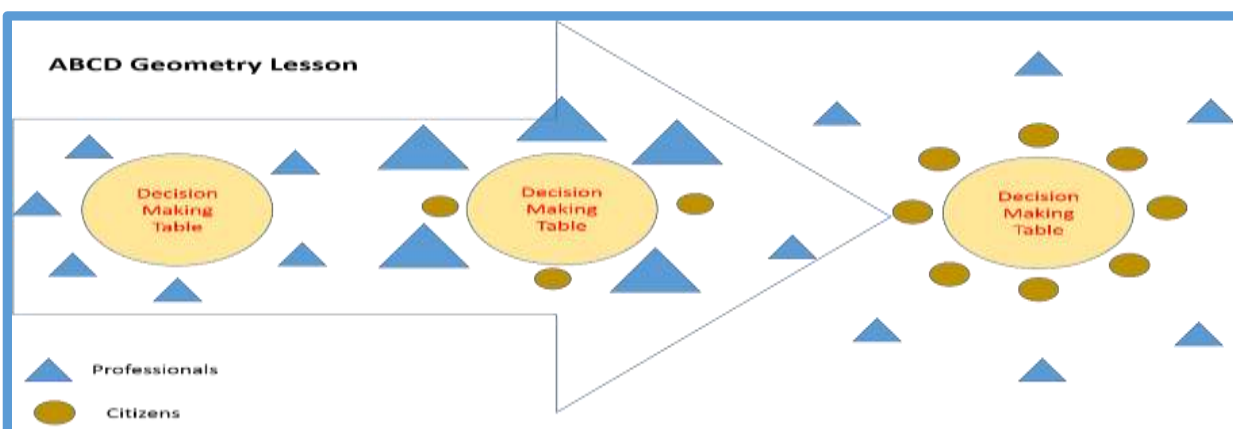 ABCD Geometry Lesson
Decision
Making
Table
Decision
Making
Table
Decision
Making
Table
Professionals
Citizens